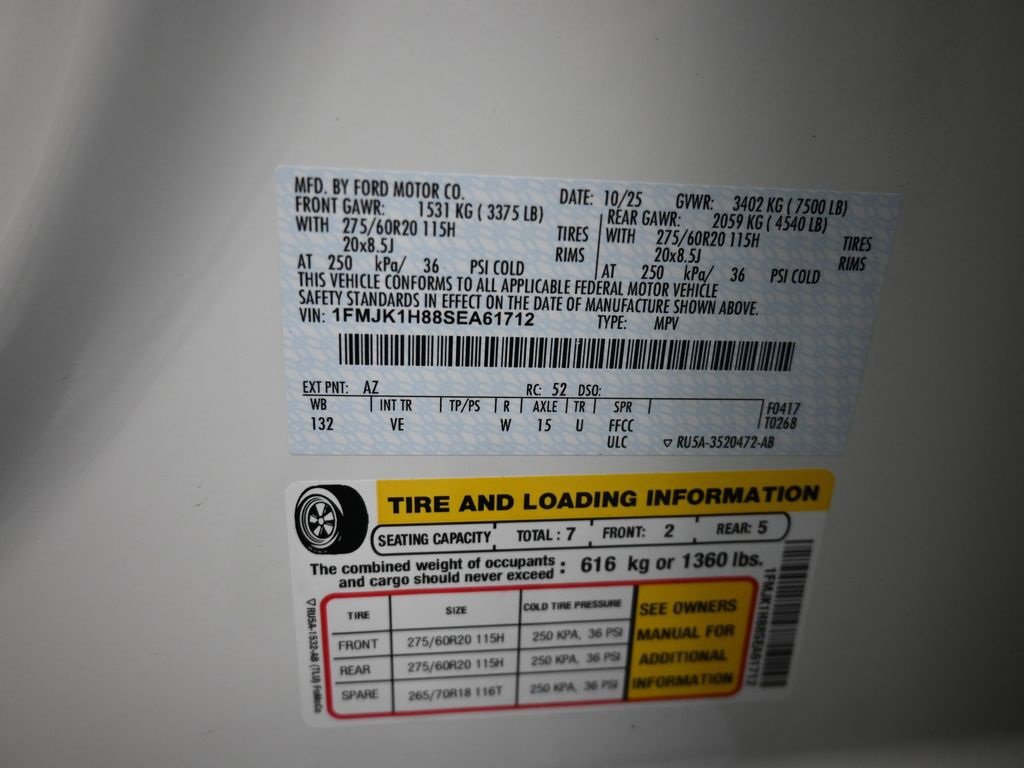 MFD. BY FORD MOTOR CO. DATE: 10/25 GVWR: 3402 KG ( 7500 LB)
FRONT GAWR: 1531 KG ( 3375 LB) REAR GAWR: 2059 KG ( 4540 LB)
WITH 275/60R20 115H TIRES WITH 275/60R20 115H TIRES
20x8.5J RIMS 20x8.5J RIMS
AT 250 kPa/ 36 PSI COLD AT 250 kPa/ 36 PSI COLD
THIS VEHICLE CONFORMS TO ALL APPLICABLE FEDERAL MOTOR VEHICLE
SAFETY STANDARDS IN EFFECT ON THE DATE OF MANUFACTURE SHOWN ABOVE.
VIN: 1FMJK1H88SEA61712 TYPE: MPV
EXT PNT: AZ RC: 52 DSO:
WB INT TR TP/PS R AXLE TR SPR F0417
132 VE W 15 U FFCC T0268
ULC ▽ RU5A-3520472-AB
TIRE AND LOADING INFORMATION
SEATING CAPACITY TOTAL : 7 FRONT: 2 REAR: 5
The combined weight of occupants
and cargo should never exceed : 616 kg or 1360 lbs.
TIRE SIZE COLD TIRE PRESSURE
FRONT 275/60R20 115H 250 KPA, 36 PSI
REAR 275/60R20 115H 250 KPA, 36 PSI
SPARE 265/70R18 116T 250 KPA, 36 PSI
SEE OWNERS
MANUAL FOR
ADDITIONAL
INFORMATION
1FMJK1H88SEA61712
▽ RU5A-1532-AB (TLU) FoMoCo